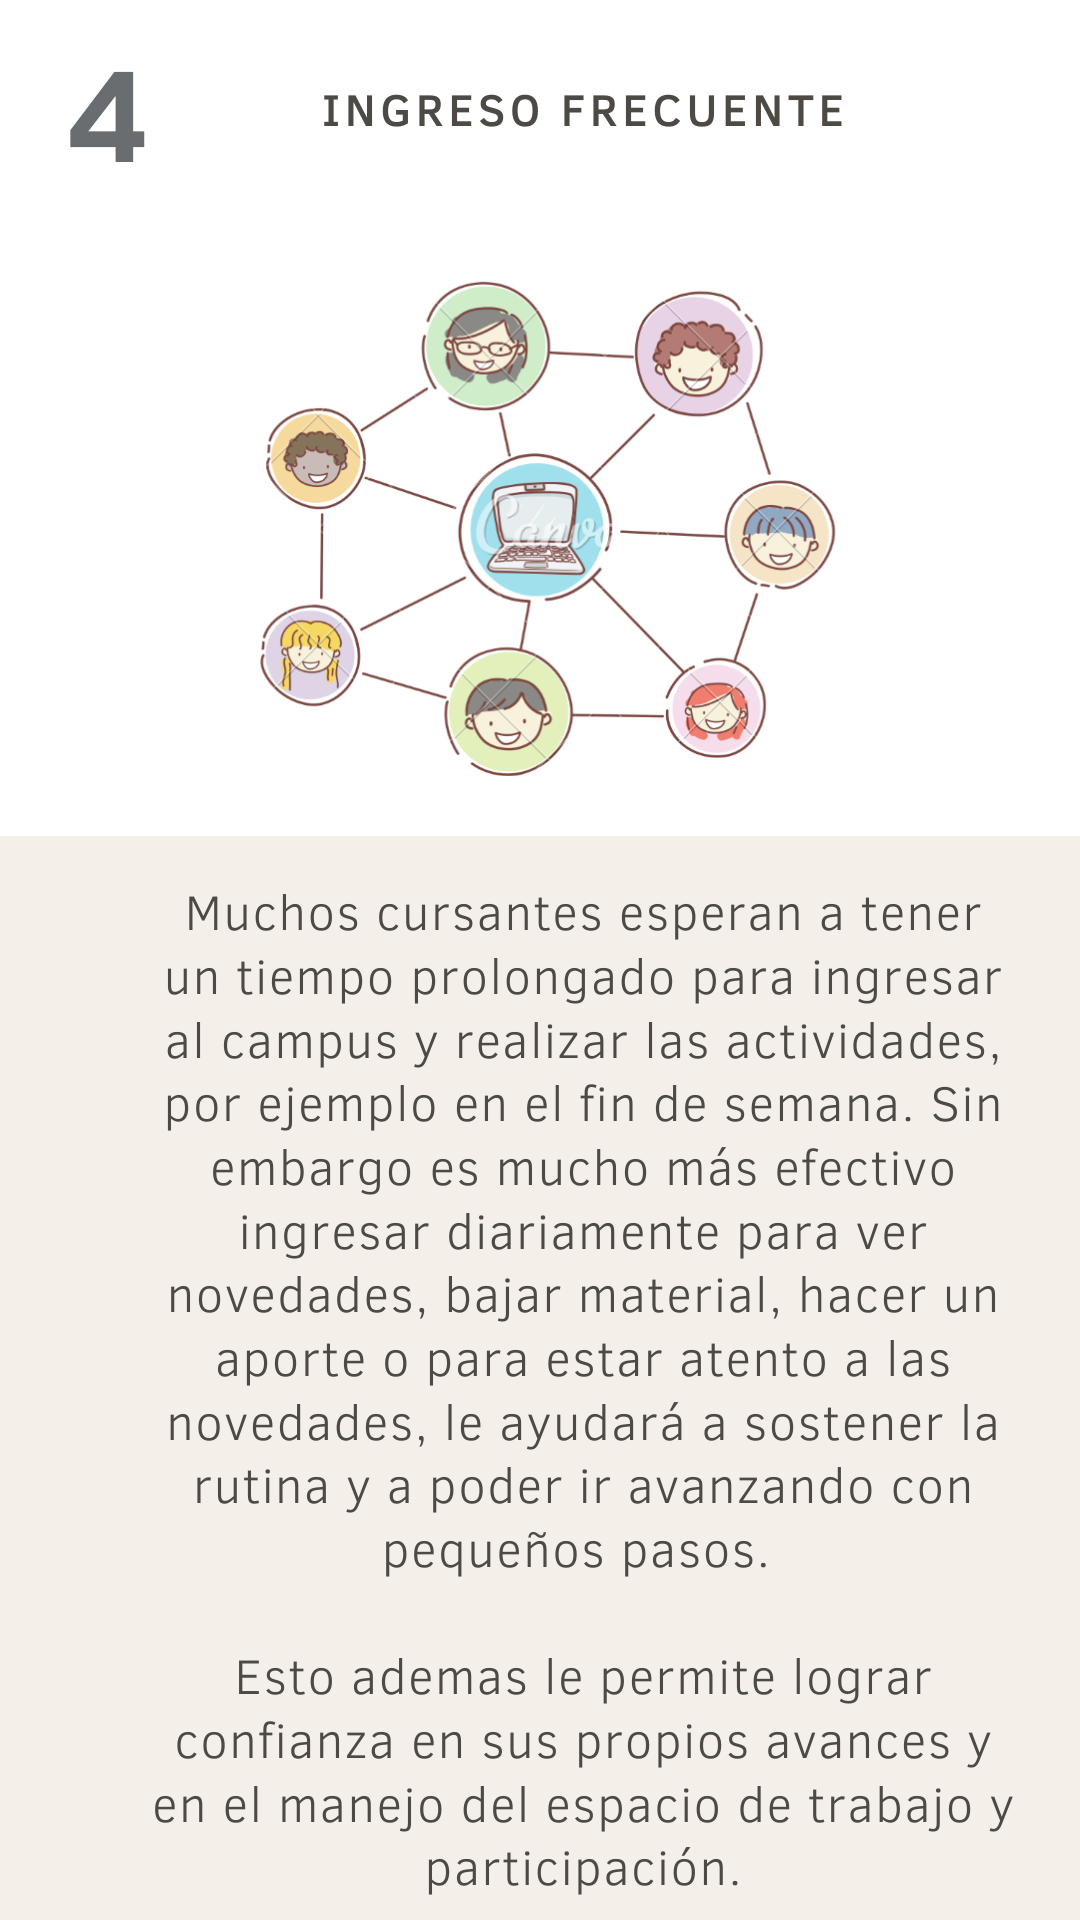 4
INGRESO FRECUENTE
Canva
Muchos cursantes esperan a tener
un tiempo prolongado para ingresar
al campus y realizar las actividades,
por ejemplo en el fin de semana. Sin
embargo es mucho más efectivo
ingresar diariamente para ver
novedades, bajar material, hacer un
aporte o para estar atento a las
novedades, le ayudará a sostener la
rutina y a poder ir avanzando con
pequeños pasos.
Esto ademas le permite lograr
confianza en sus propios avances y
en el manejo del espacio de trabajo y
participación.